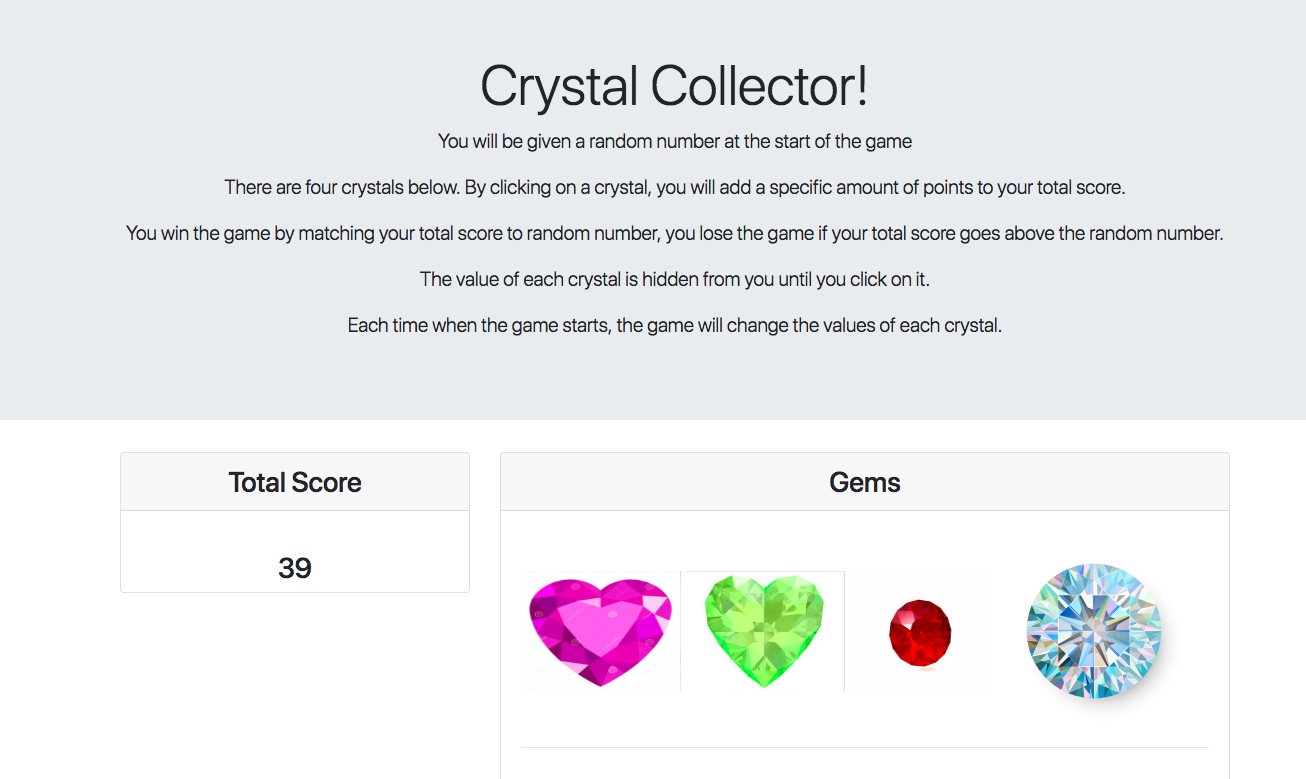 Crystal Collector!
You will be given a random number at the start of the game
There are four crystals below. By clicking on a crystal, you will add a specific amount of points to your total score.
You win the game by matching your total score to random number, you lose the game if your total score goes above the random number.
The value of each crystal is hidden from you until you click on it.
Each time when the game starts, the game will change the values of each crystal.
Total Score
Gems
39